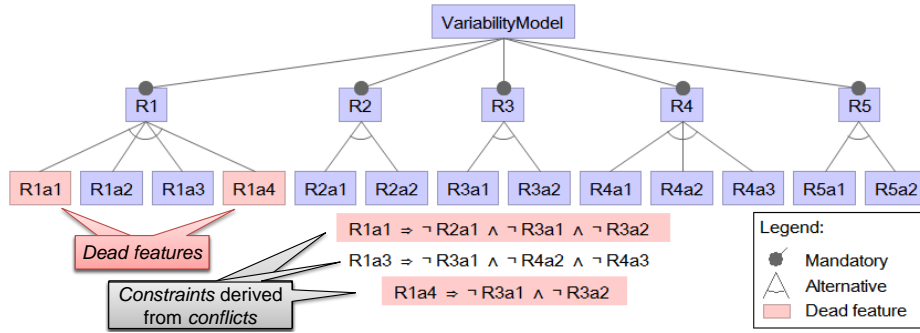 VariabilityModel
R1 R2 R3 R4 R5
R1a1 R1a2 R1a3 R1a4 R2a1 R2a2 R3a1 R3a2 R4a1 R4a2 R4a3 R5a1 R5a2
Dead features
R1a1 ⇒ ¬ R2a1 ∧ ¬ R3a1 ∧ ¬ R3a2
R1a3 ⇒ ¬ R3a1 ∧ ¬ R4a2 ∧ ¬ R4a3
R1a4 ⇒ ¬ R3a1 ∧ ¬ R3a2
Constraints derived
from conflicts
Legend:
Mandatory
Alternative
Dead feature